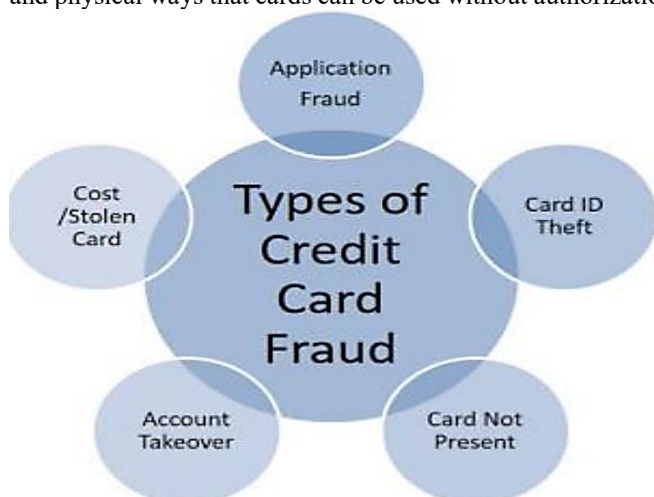 and physical ways that cards can be used without authorizatio
Application
Fraud
Cost
/Stolen
Card
Types of
Credit
Card
Fraud
Card ID
Theft
Account
Takeover
Card Not
Present